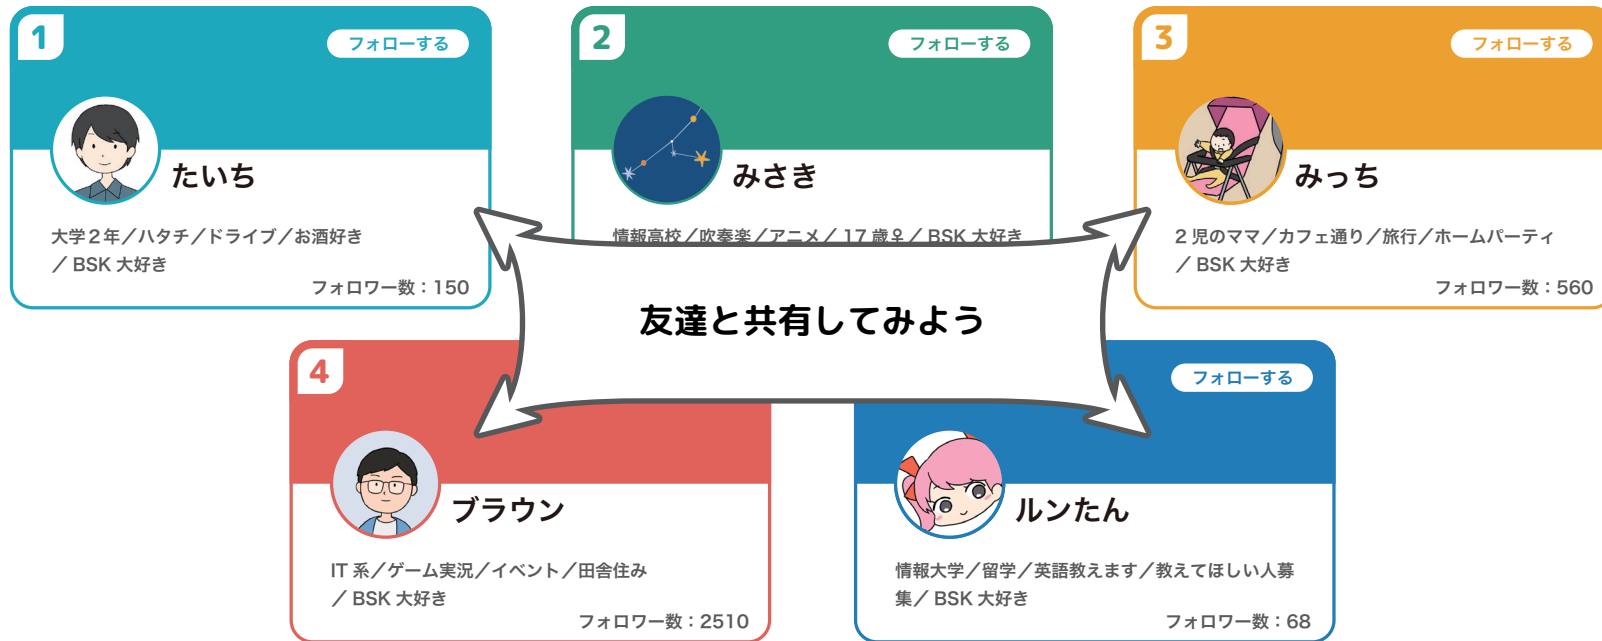 1
フォローする
たいち
大学2年／ハタチ／ドライブ／お酒好き
／BSK 大好き
フォロワー数：150
2
フォローする
みさき
情報高校／吹奏楽／アニメ／17歳♀／BSK 大好き
3
フォローする
みっち
2児のママ／カフェ通り／旅行／ホームパーティ
／BSK 大好き
フォロワー数：560
友達と共有してみよう
4
ブラウン
IT 系／ゲーム実況／イベント／田舎住み
／BSK 大好き
フォロワー数：2510
フォローする
ルンたん
情報大学／留学／英語教えます／教えてほしい人募
集／BSK 大好き
フォロワー数：68